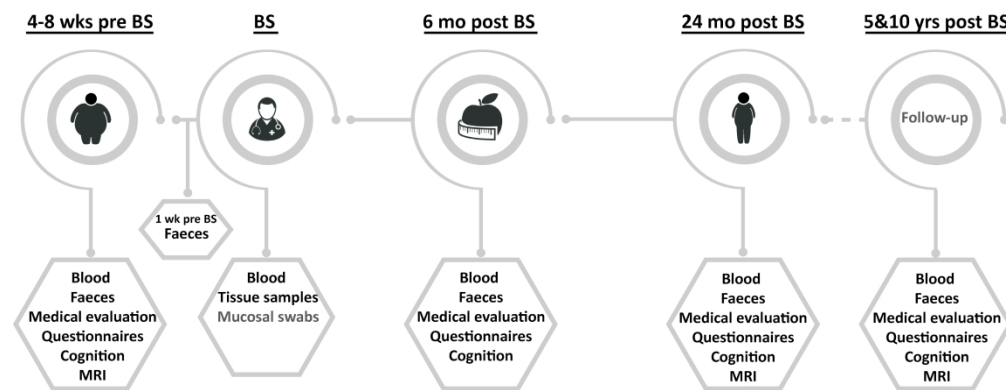 4-8 wks pre BS
BS
6 mo post BS
24 mo post BS
5&10 yrs post BS
Follow-up
1 wk pre BS
Faeces
Blood
Faeces
Medical evaluation
Questionnaires
Cognition
MRI
Blood
Tissue samples
Mucosal swabs
Blood
Faeces
Medical evaluation
Questionnaires
Cognition
Blood
Faeces
Medical evaluation
Questionnaires
Cognition
MRI
Blood
Faeces
Medical evaluation
Questionnaires
Cognition
MRI